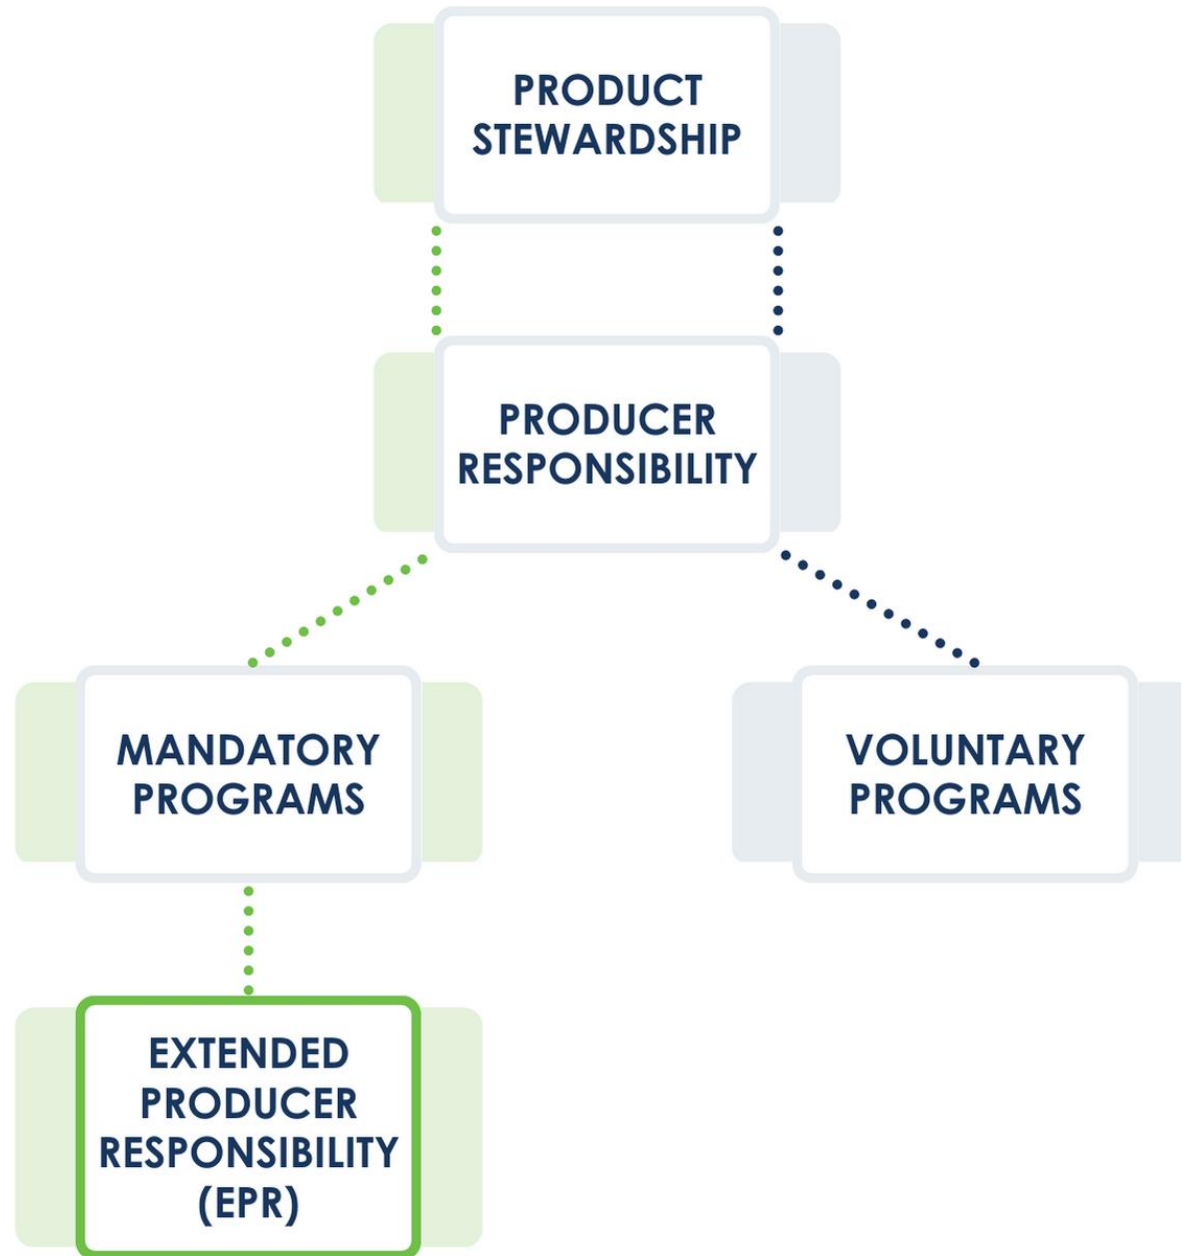 PRODUCT
STEWARDSHIP
PRODUCER
RESPONSIBILITY
MANDATORY
PROGRAMS
VOLUNTARY
PROGRAMS
EXTENDED
PRODUCER
RESPONSIBILITY
(EPR)